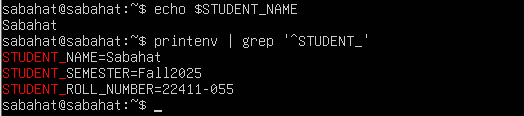 sabahat@sabahat:~$ echo $STUDENT_NAME
Sabahat
sabahat@sabahat:~$ printenv | grep '^STUDENT_'
STUDENT_NAME=Sabahat
STUDENT_SEMESTER=Fall2025
STUDENT_ROLL_NUMBER=22411-055
sabahat@sabahat:~$ _